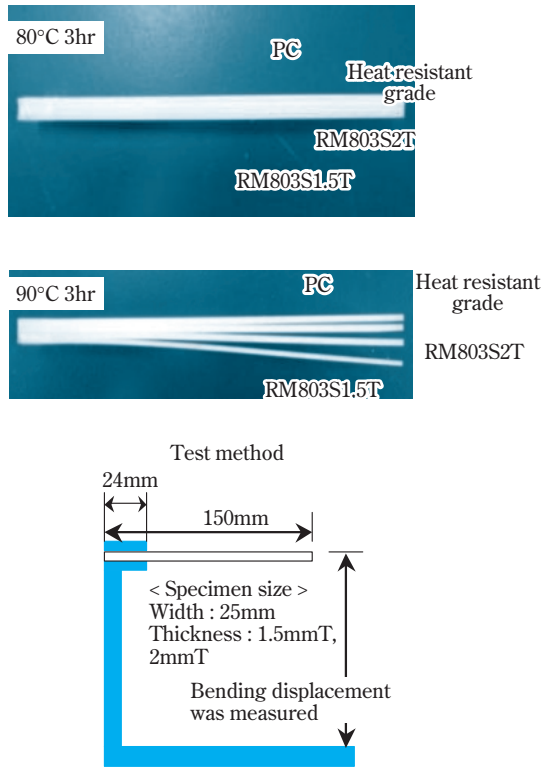 80°C 3hr
PC
Heat resistant
grade
RM803S2T
RM803S1.5T
90°C 3hr
PC
Heat resistant
grade
RM803S2T
RM803S1.5T
Test method
24mm
150mm
< Specimen size >
Width : 25mm
Thickness : 1.5mmT,
2mmT
Bending displacement
was measured